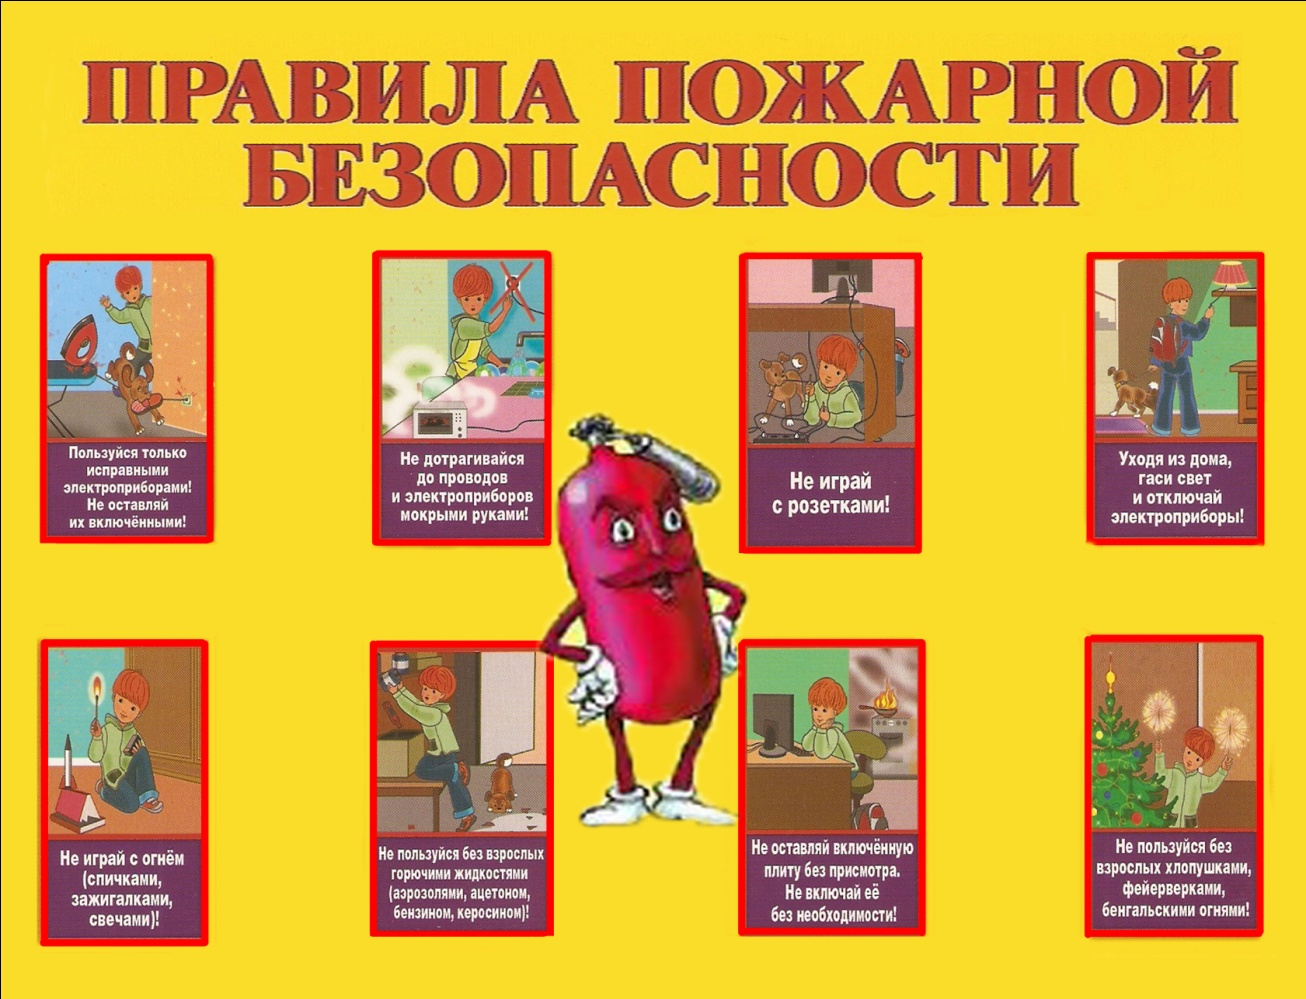 ПРАВИЛА ПОЖАРНОЙ
БЕЗОПАСНОСТИ
Пользуйся только
исправными
электроприборами!
Не оставляй
их включёнными!
Не дотрагивайся
до проводов
и электроприборов
мокрыми руками!
Не играй
с розетками!
Уходя из дома,
гаси свет
и отключай
электроприборы!
Не играй с огнём
(спичками,
зажигалками,
свечами)!
Не пользуйся без взрослых
горючими жидкостями
(аэрозолями, ацетоном,
бензином, керосином)!
Не оставляй включённую
плиту без присмотра.
Не включай её
без необходимости!
Не пользуйся без
взрослых хлопушками,
фейерверками,
бенгальскими огнями!